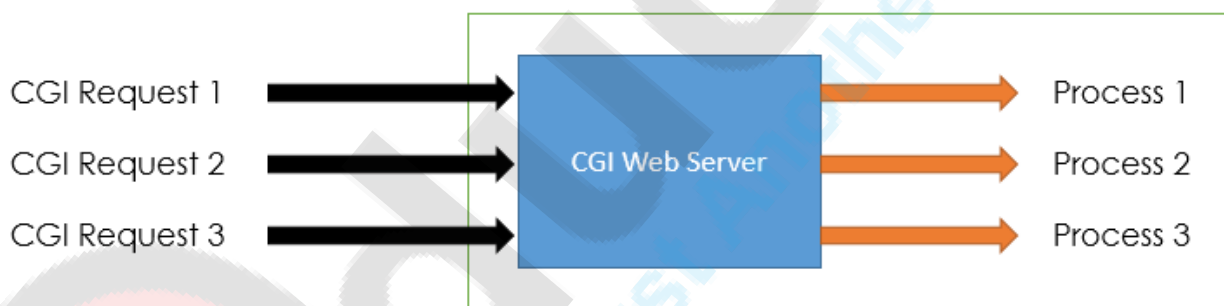 CGI Request 1
CGI Request 2
CGI Request 3
CGI Web Server
Process 1
Process 2
Process 3